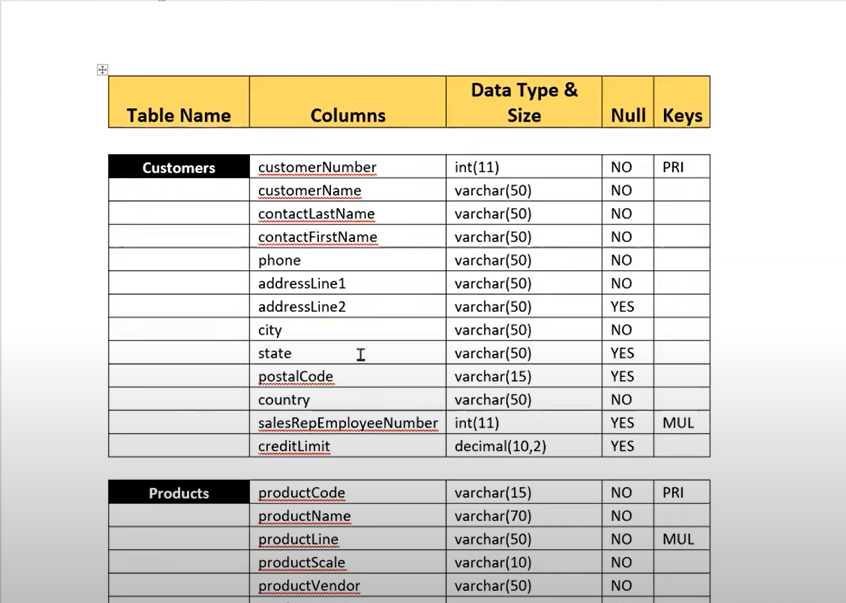 Table Name Columns Data Type & Size Null Keys
Customers customerNumber int(11) NO PRI
customerName varchar(50) NO
contactLastName varchar(50) NO
contactFirstName varchar(50) NO
phone varchar(50) NO
addressLine1 varchar(50) NO
addressLine2 varchar(50) YES
city varchar(50) NO
state varchar(50) YES
postalCode varchar(15) YES
country varchar(50) NO
salesRepEmployeeNumber int(11) YES MUL
creditLimit decimal(10,2) YES
Products productCode varchar(15) NO PRI
productName varchar(70) NO
productLine varchar(50) NO MUL
productScale varchar(10) NO
productVendor varchar(50) NO